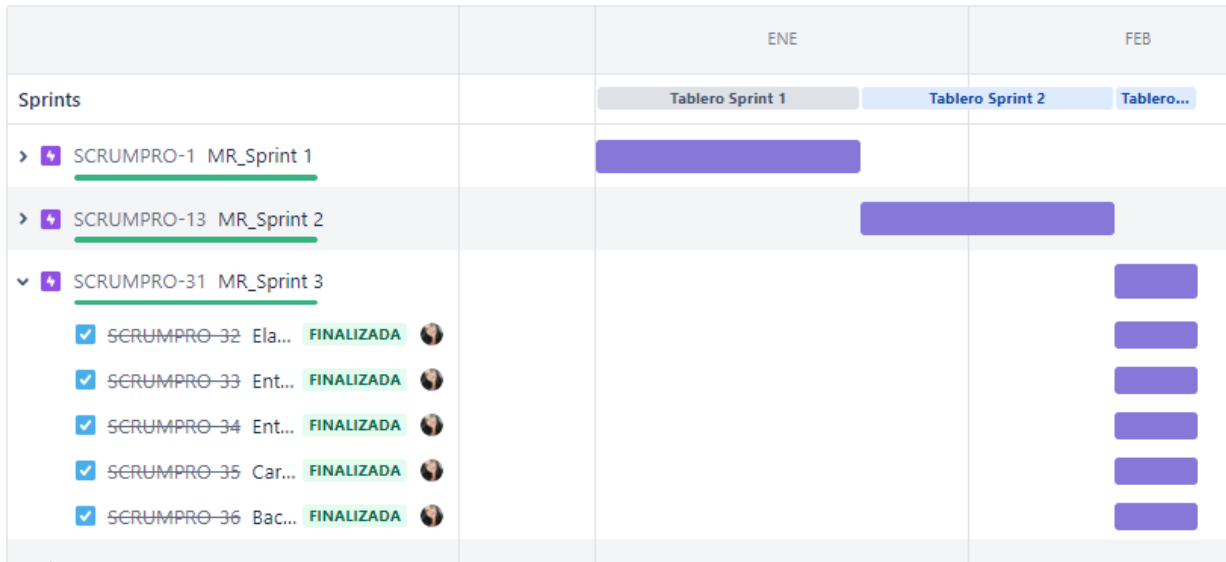 ENE FEB
Sprints Tablero Sprint 1 Tablero Sprint 2 Tablero...
SCRUMPRO-1 MR_Sprint 1
SCRUMPRO-13 MR_Sprint 2
SCRUMPRO-31 MR_Sprint 3
SCRUMPRO-32 Ela... FINALIZADA
SCRUMPRO-33 Ent... FINALIZADA
SCRUMPRO-34 Ent... FINALIZADA
SCRUMPRO-35 Car... FINALIZADA
SCRUMPRO-36 Bac... FINALIZADA